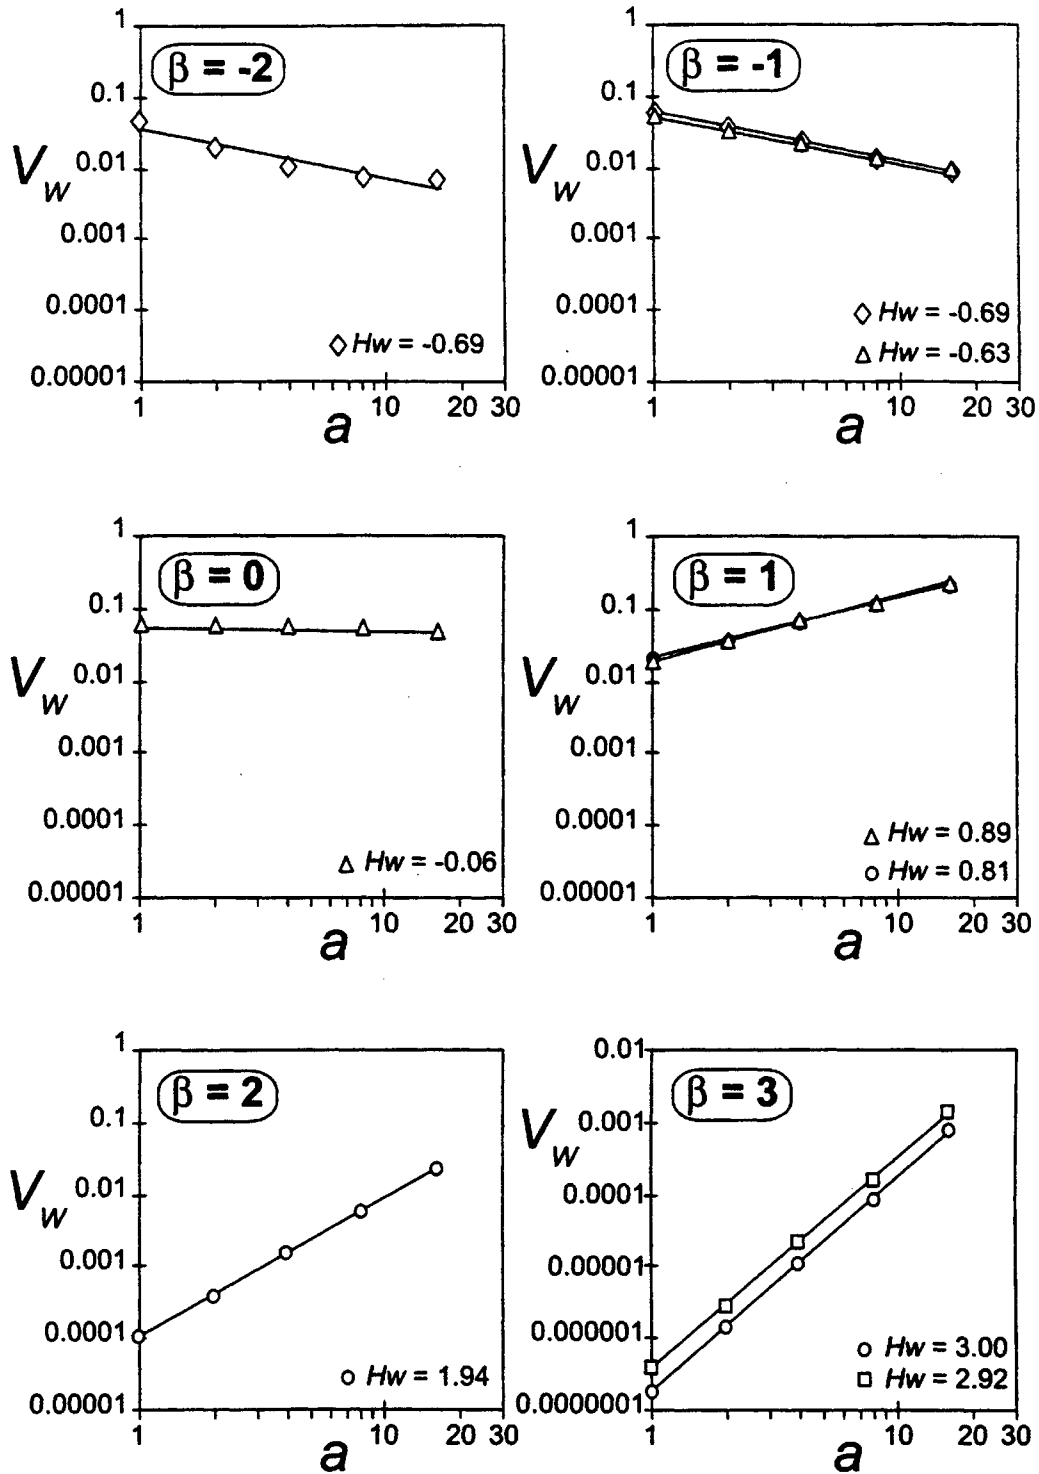 β = -2
1
0.1
0.01
0.001
0.0001
0.00001
V_w
◇ Hw = -0.69
1 10 20 30
a
β = -1
1
0.1
0.01
0.001
0.0001
0.00001
V_w
◇ Hw = -0.69
△ Hw = -0.63
1 10 20 30
a
β = 0
1
0.1
0.01
0.001
0.0001
0.00001
V_w
△ Hw = -0.06
1 10 20 30
a
β = 1
1
0.1
0.01
0.001
0.0001
0.00001
V_w
△ Hw = 0.89
○ Hw = 0.81
1 10 20 30
a
β = 2
1
0.1
0.01
0.001
0.0001
0.00001
V_w
○ Hw = 1.94
1 10 20 30
a
β = 3
0.01
0.001
0.0001
0.00001
0.000001
0.0000001
V_w
○ Hw = 3.00
□ Hw = 2.92
1 10 20 30
a